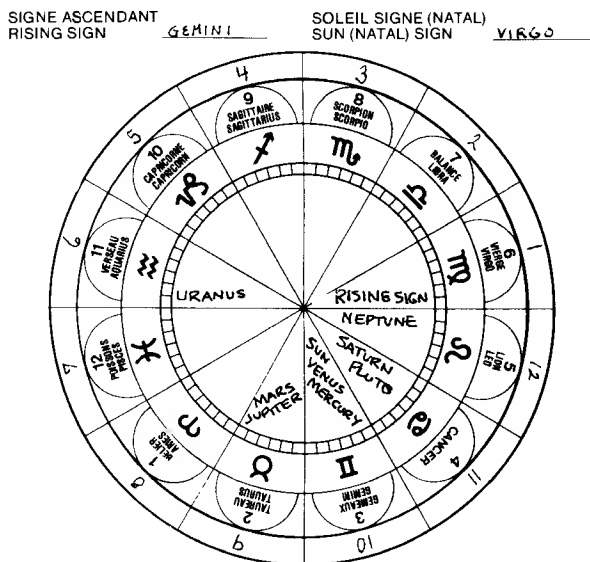 SIGNE ASCENDANT
RISING SIGN GEMINI
SOLEIL SIGNE (NATAL)
SUN (NATAL) SIGN VIRGO
4
3
5
2
6
1
7
12
8
11
9
10
9
SAGITTAIRE
SAGITTARIUS
8
SCORPION
SCORPIO
10
CAPRICORNE
CAPRICORN
7
BALANCE
LIBRA
11
VERSEAU
AQUARIUS
6
VIERGE
VIRGO
12
POISSONS
PISCES
5
LION
LEO
1
BELIER
ARIES
4
CANCER
2
TAUREAU
TAURUS
3
GEMEAUX
GEMINI
♐
♏
♑
♎
♒
♍
♓
♌
♈
♋
♉
♊
URANUS
RISING SIGN
NEPTUNE
SATURN
PLUTO
SUN
VENUS
MERCURY
MARS
JUPITER